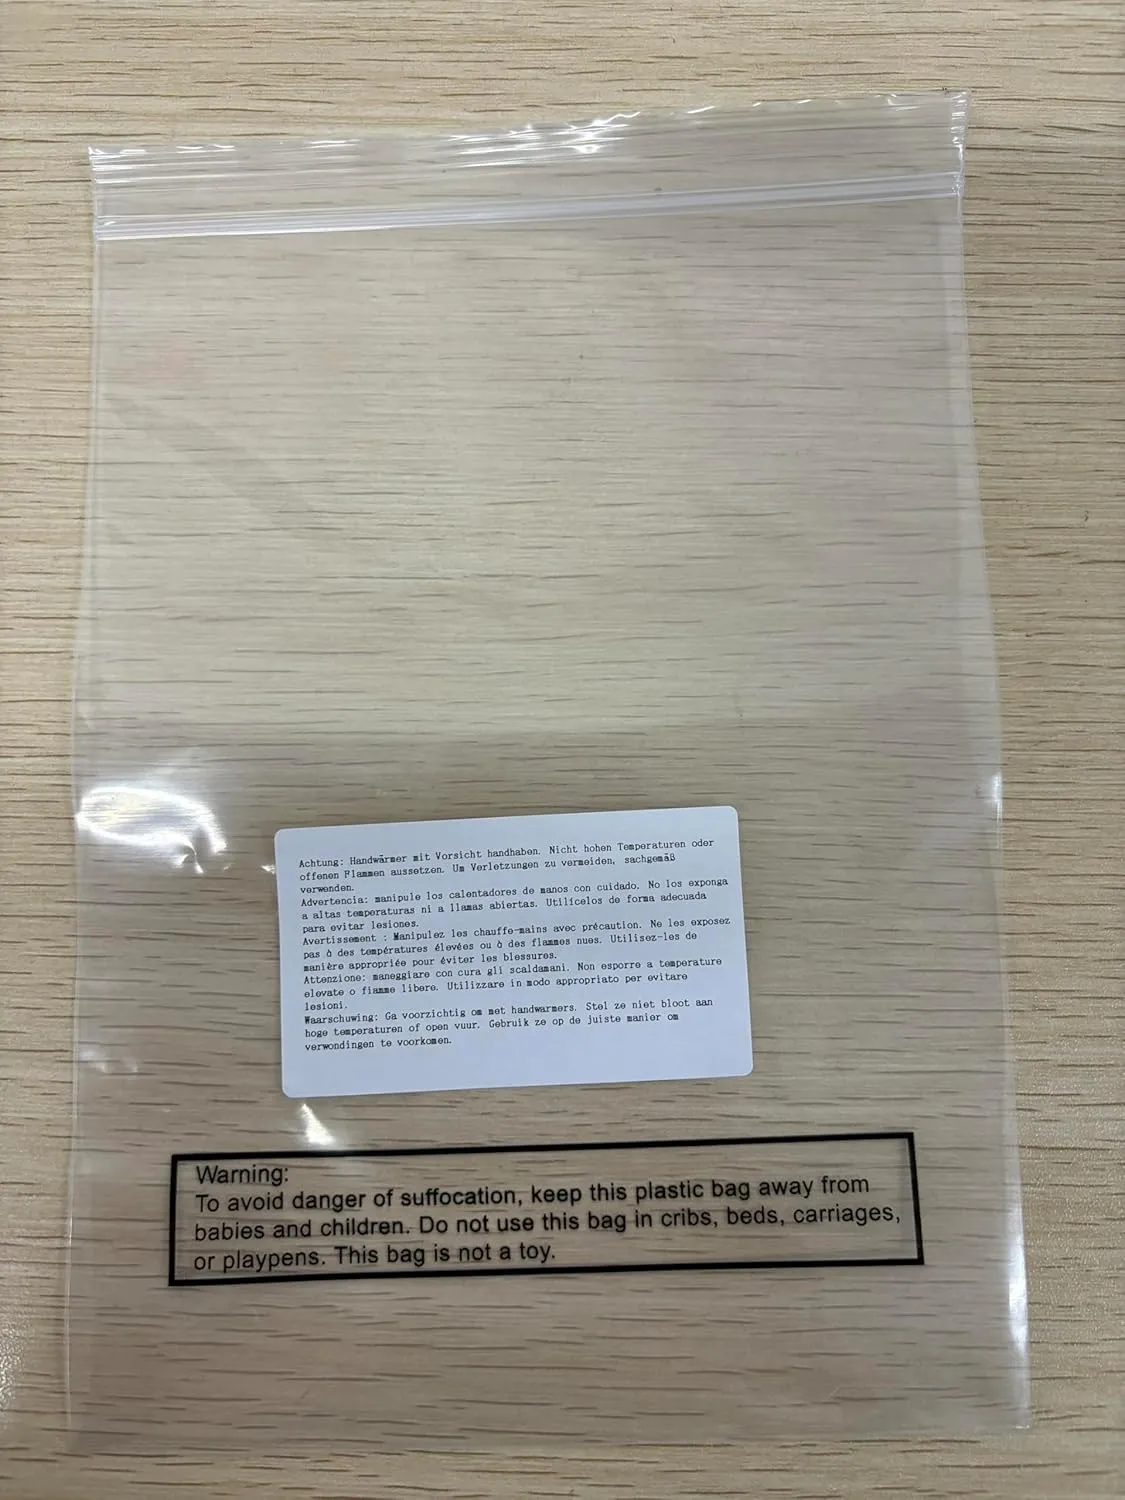 Achtung: Handwärmer mit Vorsicht handhaben. Nicht hohen Temperaturen oder
offenen Flammen aussetzen. Um Verletzungen zu vermeiden, sachgemäß
verwenden.
Advertencia: manipule los calentadores de manos con cuidado. No los exponga
a altas temperaturas ni a llamas abiertas. Utilícelos de forma adecuada
para evitar lesiones.
Avertissement : Manipulez les chauffe-mains avec précaution. Ne les exposez
pas à des températures élevées ou à des flammes nues. Utilisez-les de
manière appropriée pour éviter les blessures.
Attenzione: maneggiare con cura gli scaldamani. Non esporre a temperature
elevate o fiamme libere. Utilizzare in modo appropriato per evitare
lesioni.
Waarschuwing: Ga voorzichtig om met handwarmers. Stel ze niet bloot aan
hoge temperaturen of open vuur. Gebruik ze op de juiste manier om
verwondingen te voorkomen.
Warning:
To avoid danger of suffocation, keep this plastic bag away from
babies and children. Do not use this bag in cribs, beds, carriages,
or playpens. This bag is not a toy.